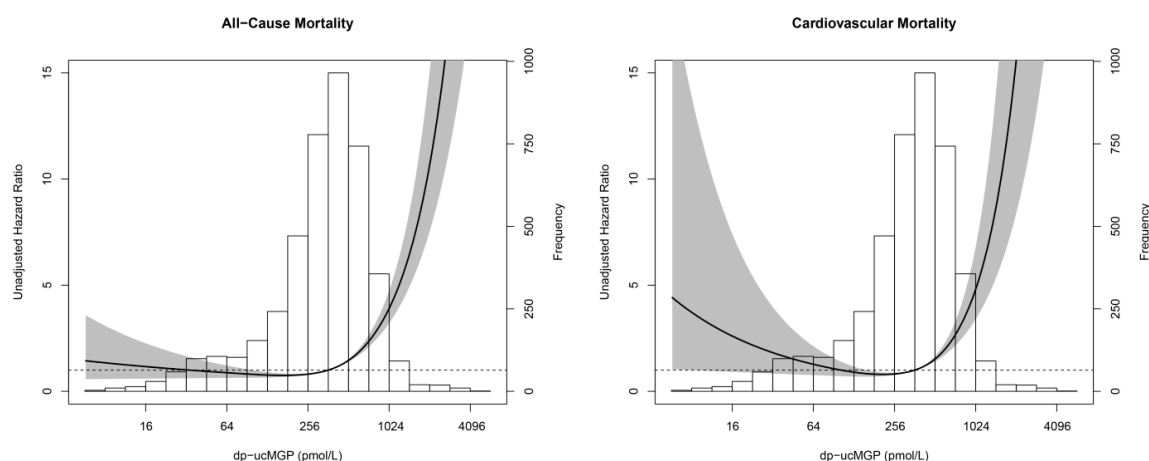 All−Cause Mortality
Unadjusted Hazard Ratio
15
10
5
0
1000
750
500
250
0
Frequency
16 64 256 1024 4096
dp−ucMGP (pmol/L)
Cardiovascular Mortality
Unadjusted Hazard Ratio
15
10
5
0
1000
750
500
250
0
Frequency
16 64 256 1024 4096
dp−ucMGP (pmol/L)